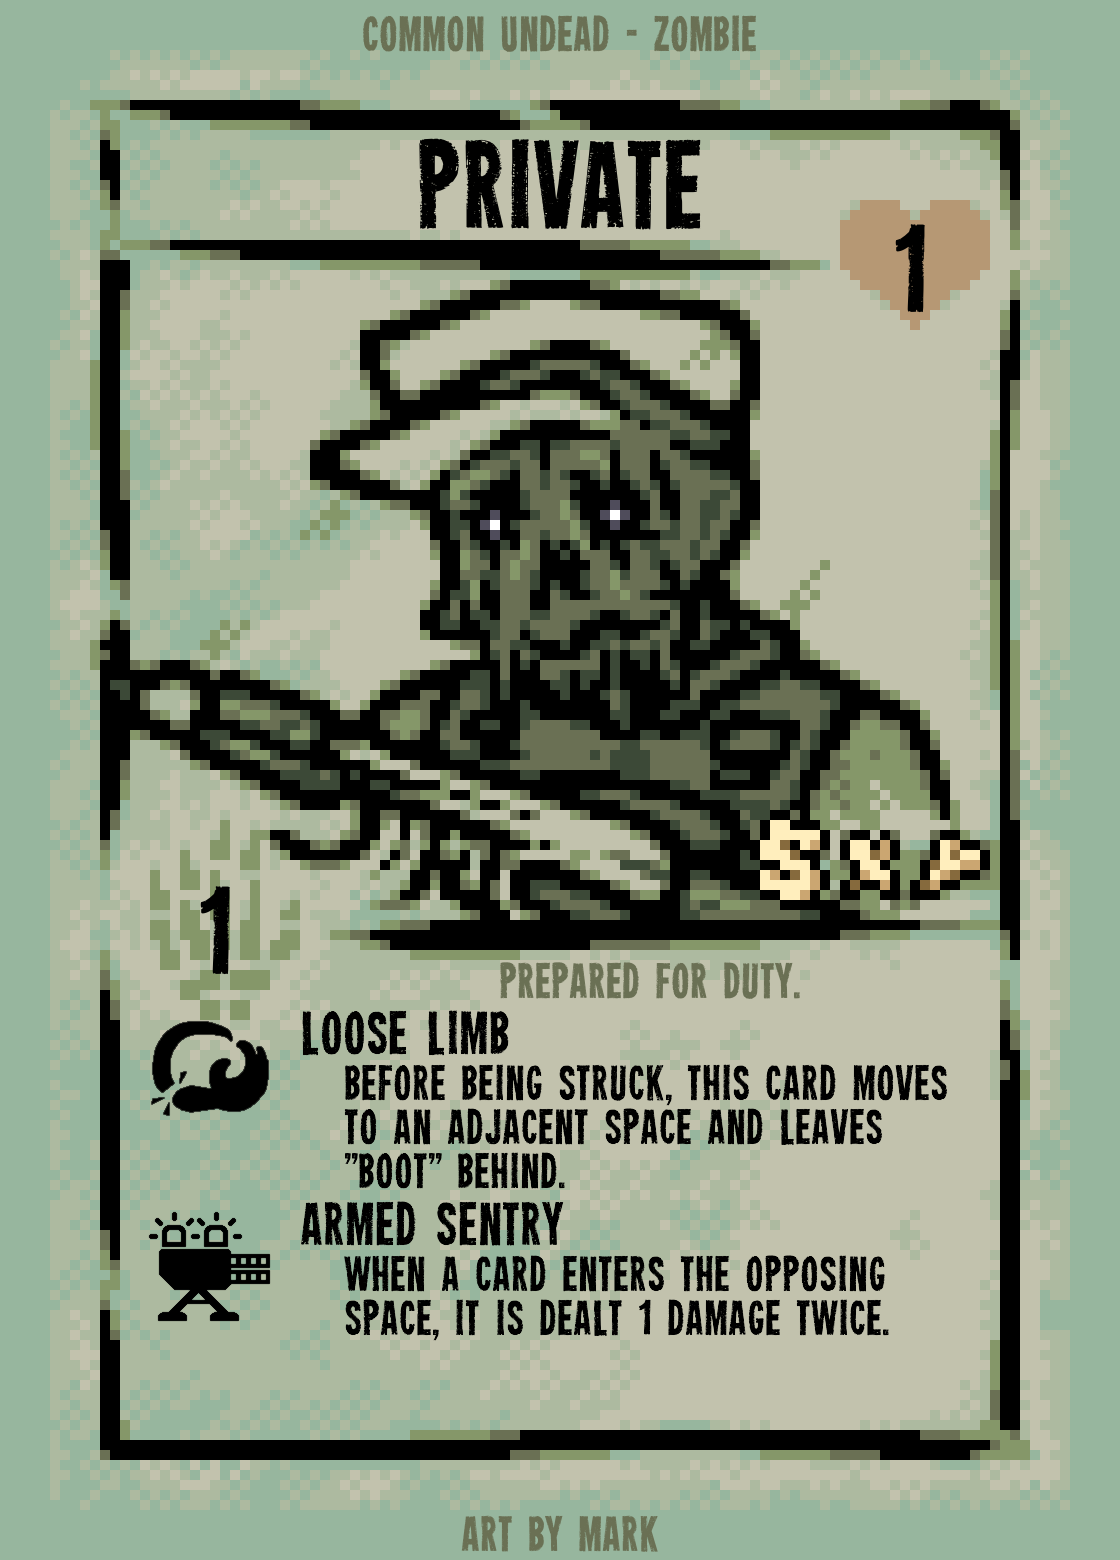 COMMON UNDEAD - ZOMBIE
PRIVATE
1
1
PREPARED FOR DUTY.
LOOSE LIMB
BEFORE BEING STRUCK, THIS CARD MOVES
TO AN ADJACENT SPACE AND LEAVES
"BOOT" BEHIND.
ARMED SENTRY
WHEN A CARD ENTERS THE OPPOSING
SPACE, IT IS DEALT 1 DAMAGE TWICE.
ART BY MARK